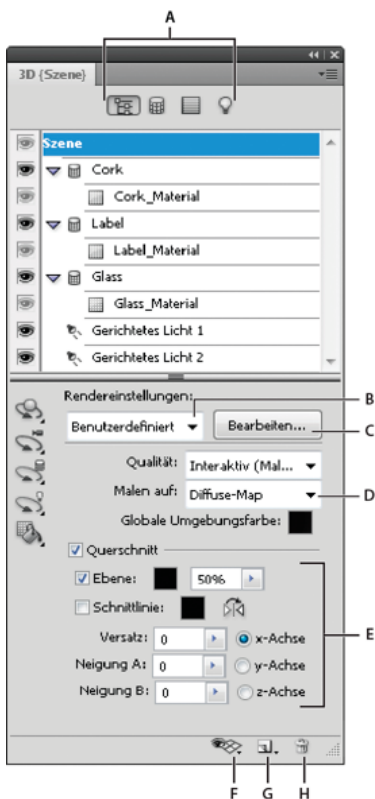 A
3D {Szene}
Szene
Cork
Cork_Material
Label
Label_Material
Glass
Glass_Material
Gerichtetes Licht 1
Gerichtetes Licht 2
Rendereinstellungen:
B
Benutzerdefiniert Bearbeiten...
C
Qualität: Interaktiv (Mal...
Malen auf: Diffuse-Map
D
Globale Umgebungsfarbe:
Querschnitt
Ebene: 50%
Schnittlinie:
E
Versatz: 0 x-Achse
Neigung A: 0 y-Achse
Neigung B: 0 z-Achse
F G H